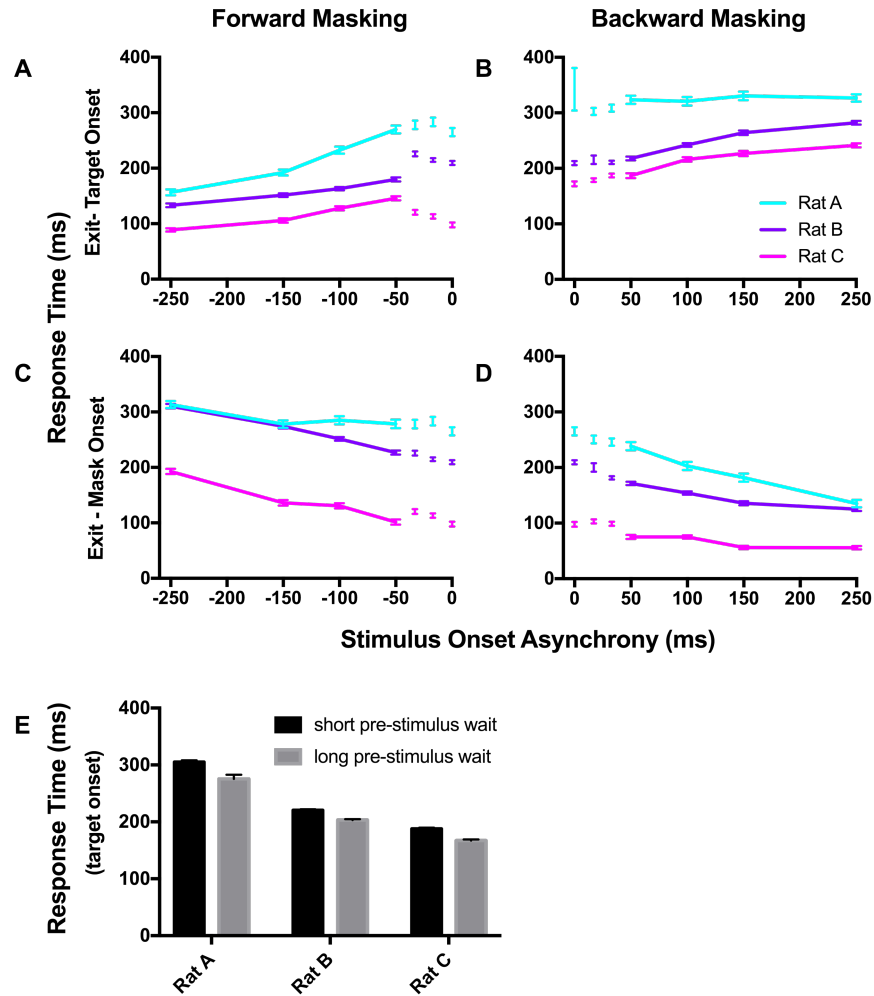 Forward Masking
Backward Masking
A
B
Response Time (ms)
Exit- Target Onset
400
300
200
100
0
-250 -200 -150 -100 -50 0
400
300
200
100
0
0 50 100 150 200 250
Rat A
Rat B
Rat C
C
D
Exit - Mask Onset
400
300
200
100
0
-250 -200 -150 -100 -50 0
400
300
200
100
0
0 50 100 150 200 250
Stimulus Onset Asynchrony (ms)
E
Response Time (ms)
(target onset)
400
300
200
100
0
short pre-stimulus wait
long pre-stimulus wait
Rat A
Rat B
Rat C